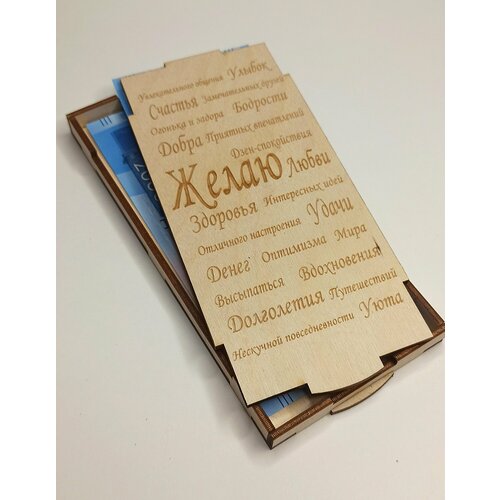 Увлекательного общения Улыбок
Счастья Замечательных друзей
Огонька и задора Бодрости
Добра Приятных впечатлений
Дзен-спокойствия
Желаю Любви
Здоровья Интересных идей
Отличного настроения Удачи
Денег Оптимизма Мира
Высыпаться Вдохновения
Долголетия Путешествий
Нескучной повседневности Уюта